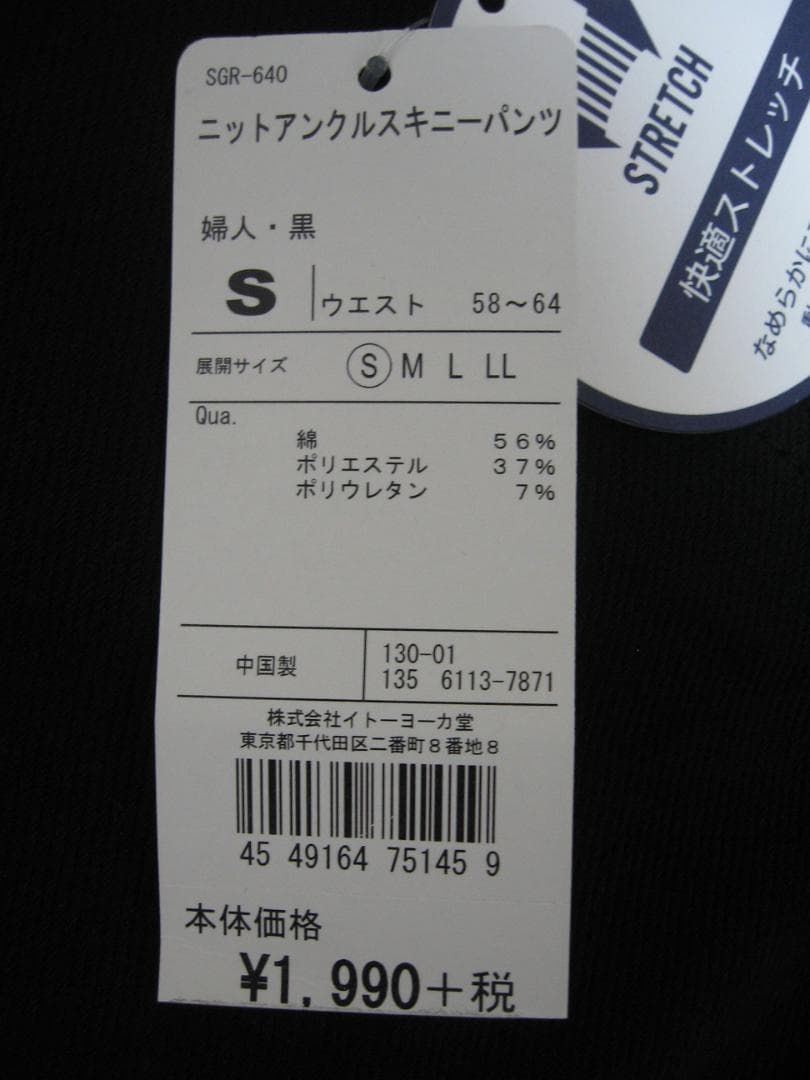 SGR-640
ニットアンクルスキニーパンツ
婦人・黒
S ウエスト 58～64
展開サイズ Ⓢ M L LL
Qua.
綿 56%
ポリエステル 37%
ポリウレタン 7%
中国製
130-01
135 6113-7871
株式会社イトーヨーカ堂
東京都千代田区二番町8番地8
45 49164 75145 9
本体価格
¥1,990+税
STRETCH
快適ストレッチ
なめらかに